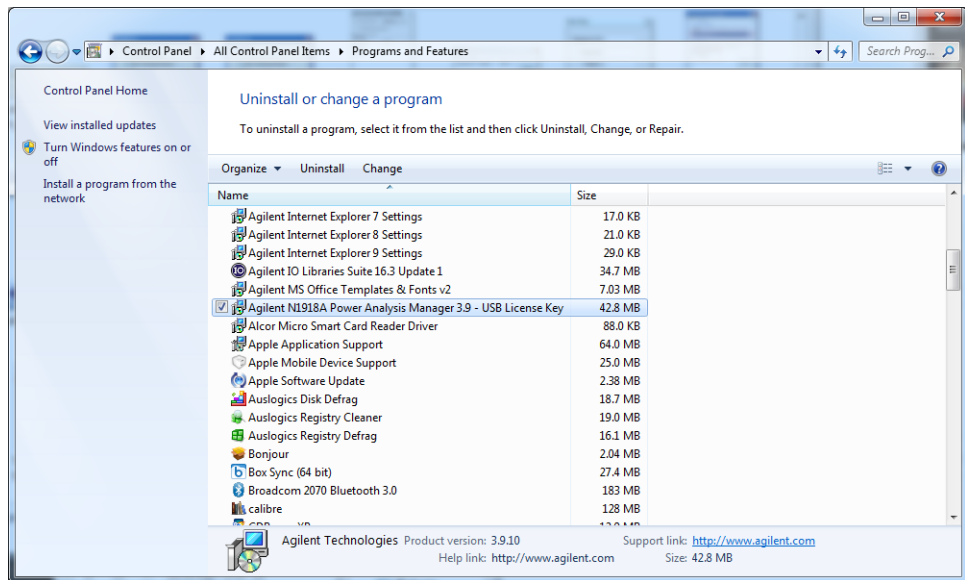 Control Panel ▸ All Control Panel Items ▸ Programs and Features
Search Prog...
Control Panel Home
View installed updates
Turn Windows features on or
off
Install a program from the
network
Uninstall or change a program
To uninstall a program, select it from the list and then click Uninstall, Change, or Repair.
Organize Uninstall Change
Name Size
Agilent Internet Explorer 7 Settings 17.0 KB
Agilent Internet Explorer 8 Settings 21.0 KB
Agilent Internet Explorer 9 Settings 29.0 KB
Agilent IO Libraries Suite 16.3 Update 1 34.7 MB
Agilent MS Office Templates & Fonts v2 7.03 MB
Agilent N1918A Power Analysis Manager 3.9 - USB License Key 42.8 MB
Alcor Micro Smart Card Reader Driver 88.0 KB
Apple Application Support 64.0 MB
Apple Mobile Device Support 25.0 MB
Apple Software Update 2.38 MB
Auslogics Disk Defrag 18.7 MB
Auslogics Registry Cleaner 19.0 MB
Auslogics Registry Defrag 16.1 MB
Bonjour 2.04 MB
Box Sync (64 bit) 27.4 MB
Broadcom 2070 Bluetooth 3.0 183 MB
calibre 128 MB
Agilent Technologies Product version: 3.9.10 Support link: http://www.agilent.com
Help link: http://www.agilent.com Size: 42.8 MB